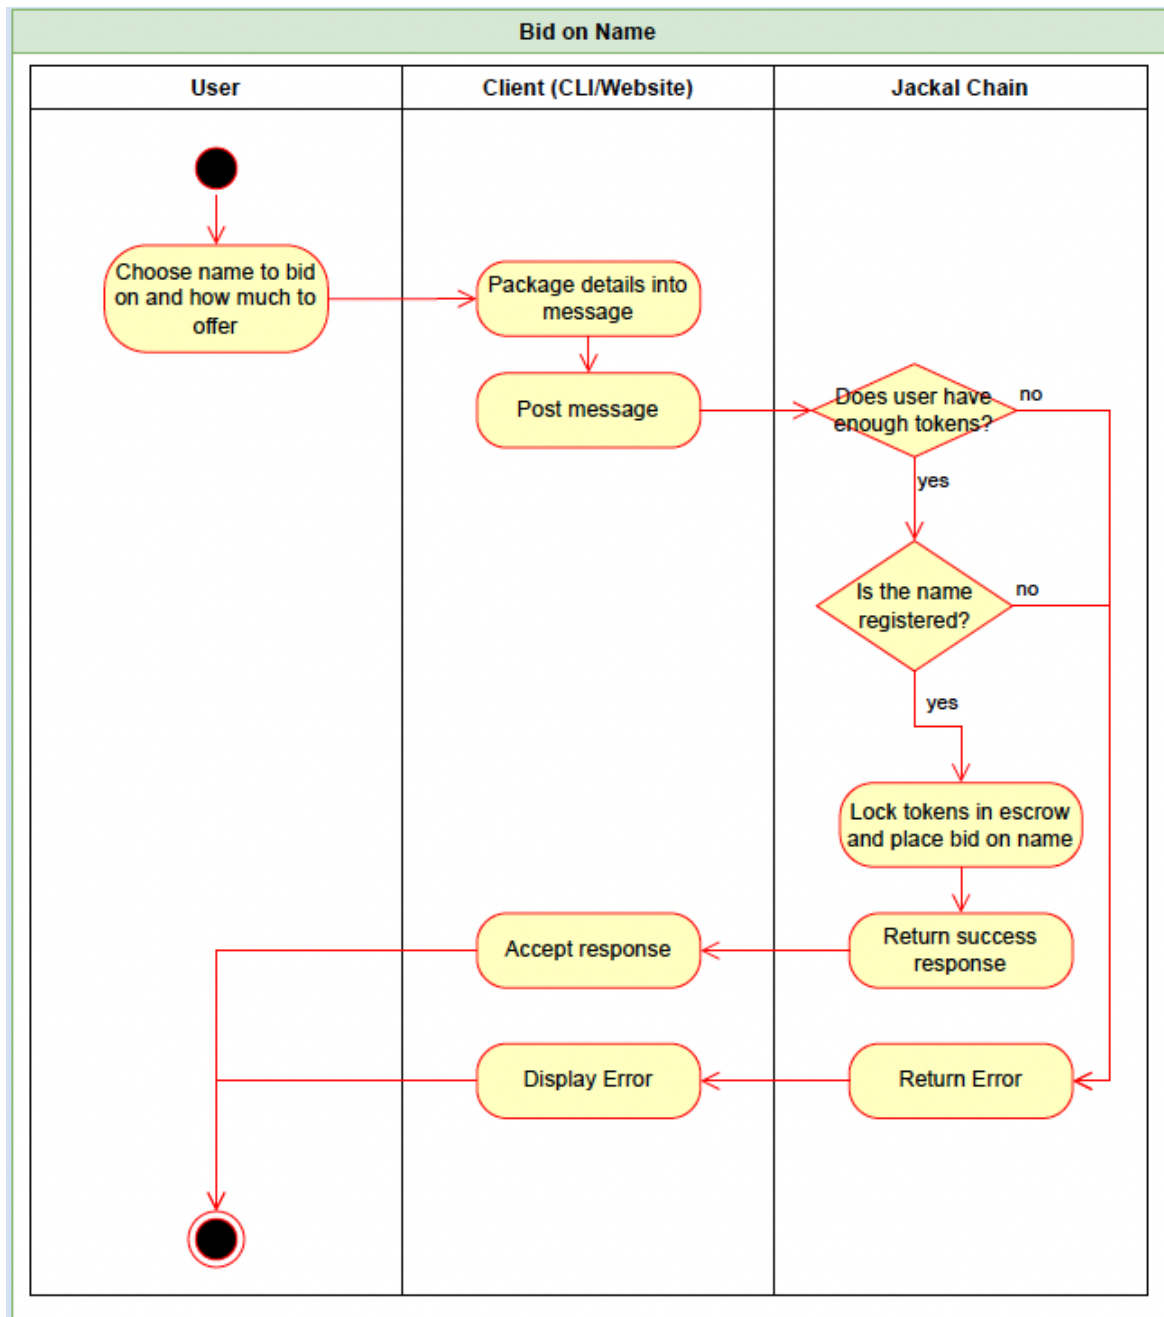 Bid on Name
User
Client (CLI/Website)
Jackal Chain
Choose name to bid
on and how much to
offer
Package details into
message
Post message
Does user have
enough tokens?
no
yes
Is the name
registered?
no
yes
Lock tokens in escrow
and place bid on name
Accept response
Return success
response
Display Error
Return Error